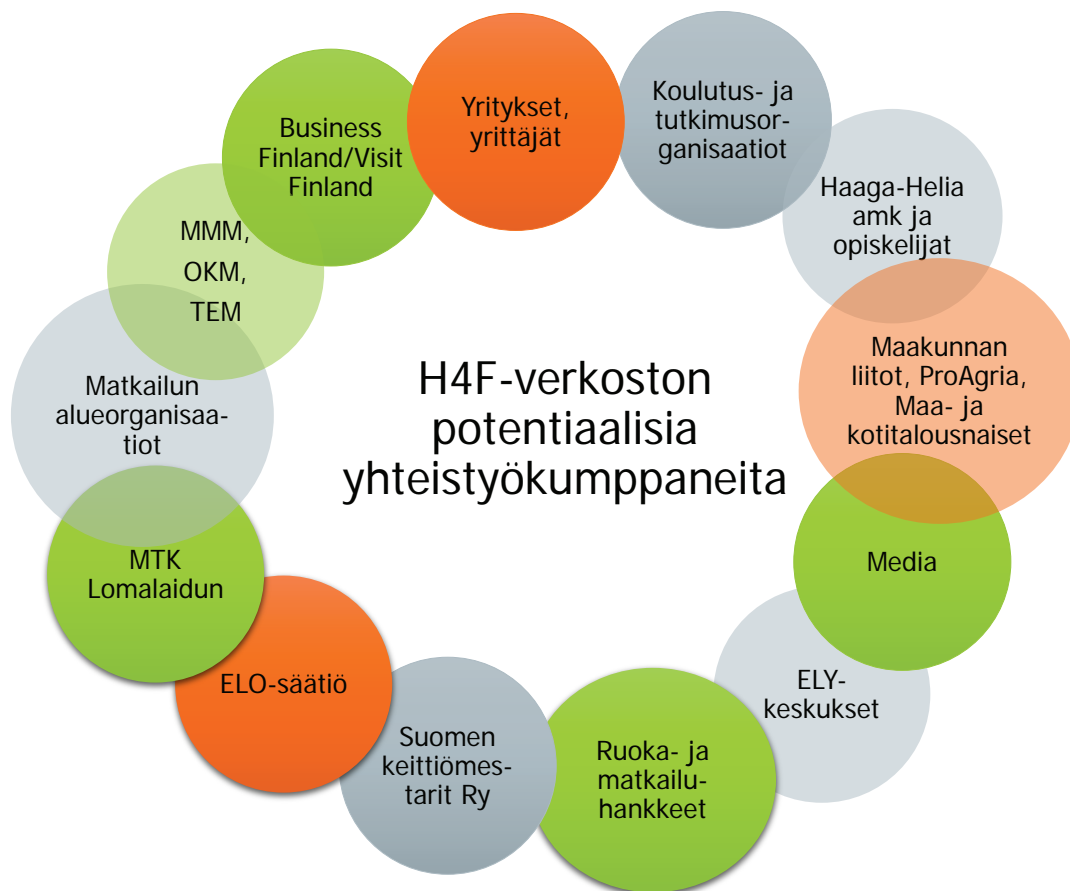 Yritykset,
yrittäjät
Koulutus- ja
tutkimusor-
ganisaatiot
Haaga-Helia
amk ja
opiskelijat
Maakunnan
liitot, ProAgria,
Maa- ja
kotitalousnaiset
Media
ELY-
keskukset
Ruoka- ja
matkailu-
hankkeet
Suomen
keittiömes-
tarit Ry
ELO-säätiö
MTK
Lomalaidun
Matkailun
alueorganisaa-
tiot
MMM,
OKM,
TEM
Business
Finland/Visit
Finland
H4F-verkoston
potentiaalisia
yhteistyökumppaneita